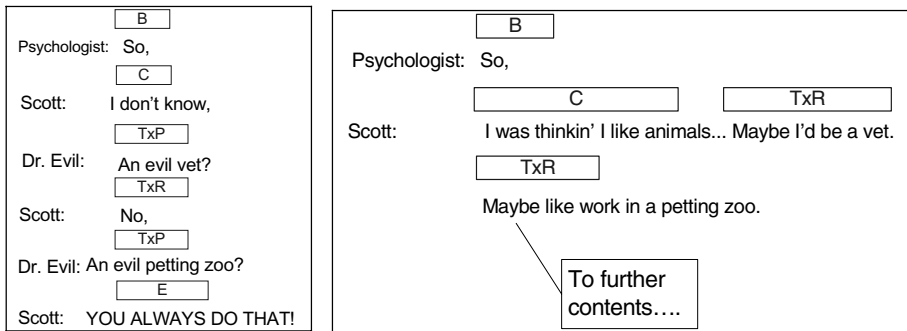 B
Psychologist: So,
C
Scott: I don't know,
TxP
Dr. Evil: An evil vet?
TxR
Scott: No,
TxP
Dr. Evil: An evil petting zoo?
E
Scott: YOU ALWAYS DO THAT!
B
Psychologist: So,
C TxR
Scott: I was thinkin' I like animals... Maybe I'd be a vet.
TxR
Maybe like work in a petting zoo.
To further
contents....